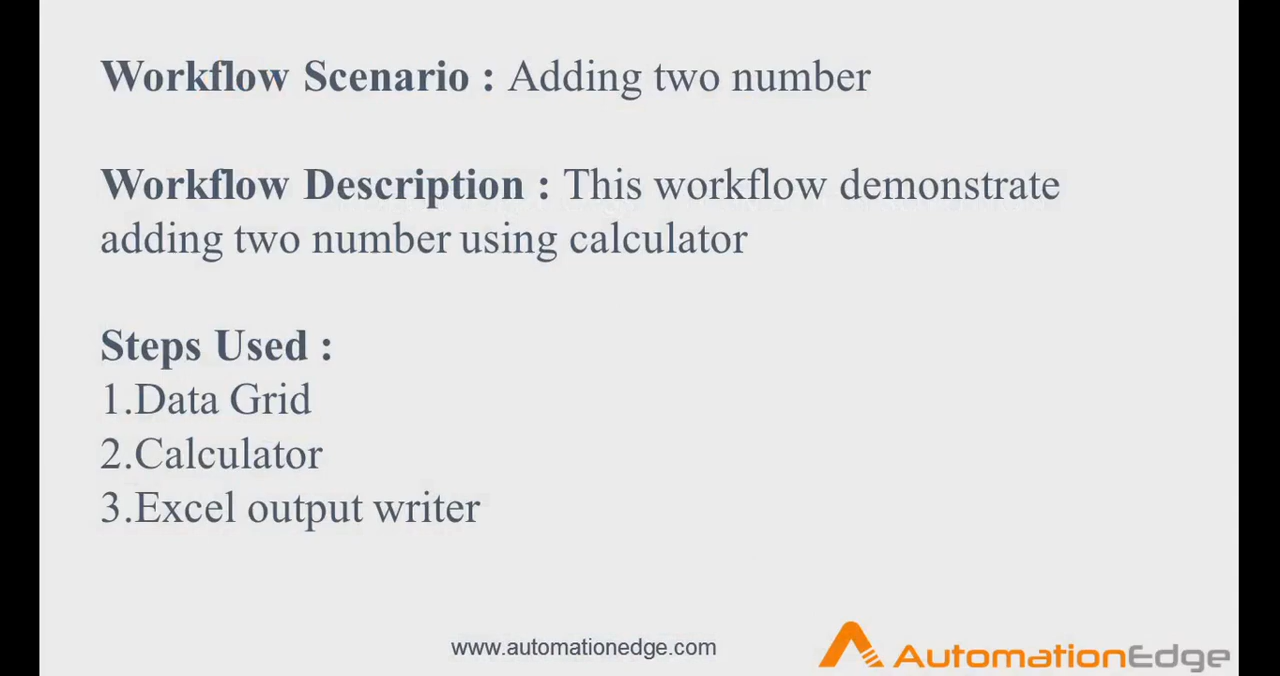 Workflow Scenario : Adding two number
Workflow Description : This workflow demonstrate
adding two number using calculator
Steps Used :
1.Data Grid
2.Calculator
3.Excel output writer
www.automationedge.com
AutomationEdge